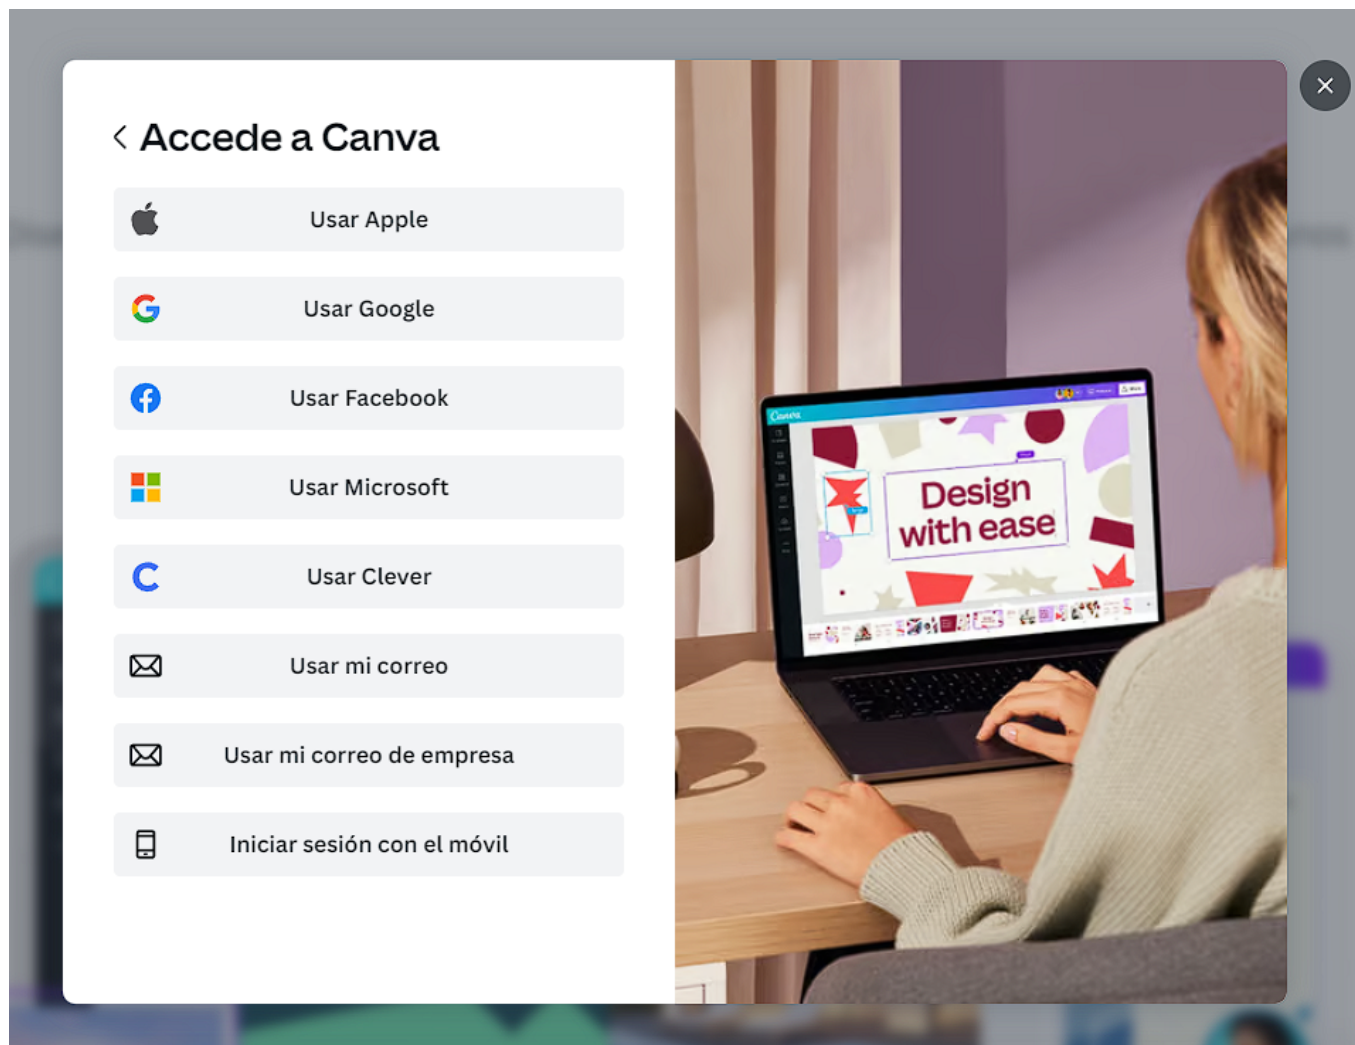 Accede a Canva
Usar Apple
Usar Google
Usar Facebook
Usar Microsoft
Usar Clever
Usar mi correo
Usar mi correo de empresa
Iniciar sesión con el móvil
Canva
Design
with ease